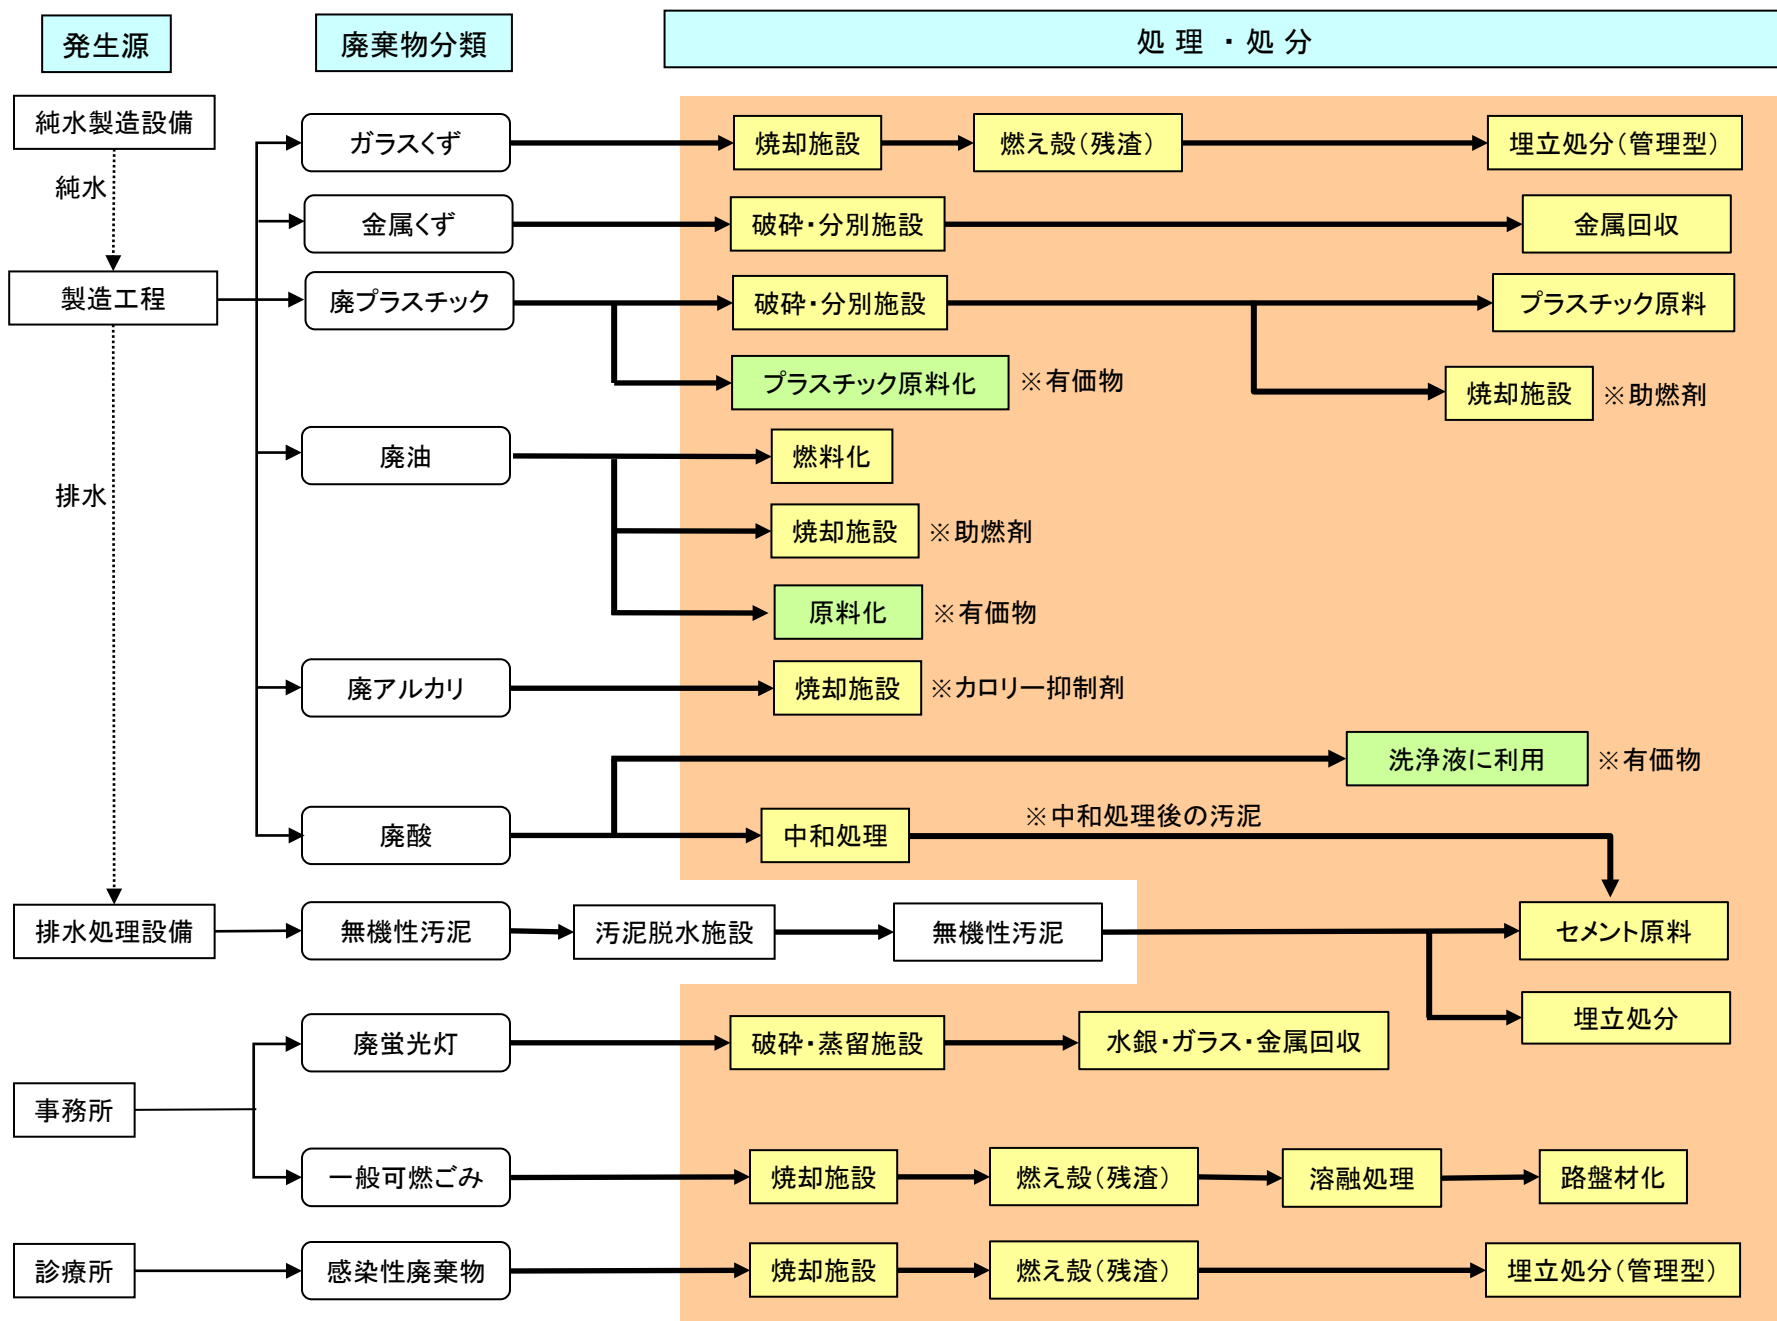 発生源
廃棄物分類
処 理 ・ 処 分
純水製造設備
ガラスくず
焼却施設
燃え殻(残渣)
埋立処分(管理型)
純水
金属くず
破砕・分別施設
金属回収
製造工程
廃プラスチック
破砕・分別施設
プラスチック原料
プラスチック原料化
※有価物
焼却施設
※助燃剤
廃油
燃料化
排水
焼却施設
※助燃剤
原料化
※有価物
廃アルカリ
焼却施設
※カロリー抑制剤
洗浄液に利用
※有価物
廃酸
中和処理
※中和処理後の汚泥
排水処理設備
無機性汚泥
汚泥脱水施設
無機性汚泥
セメント原料
埋立処分
廃蛍光灯
破砕・蒸留施設
水銀・ガラス・金属回収
事務所
一般可燃ごみ
焼却施設
燃え殻(残渣)
溶融処理
路盤材化
診療所
感染性廃棄物
焼却施設
燃え殻(残渣)
埋立処分(管理型)